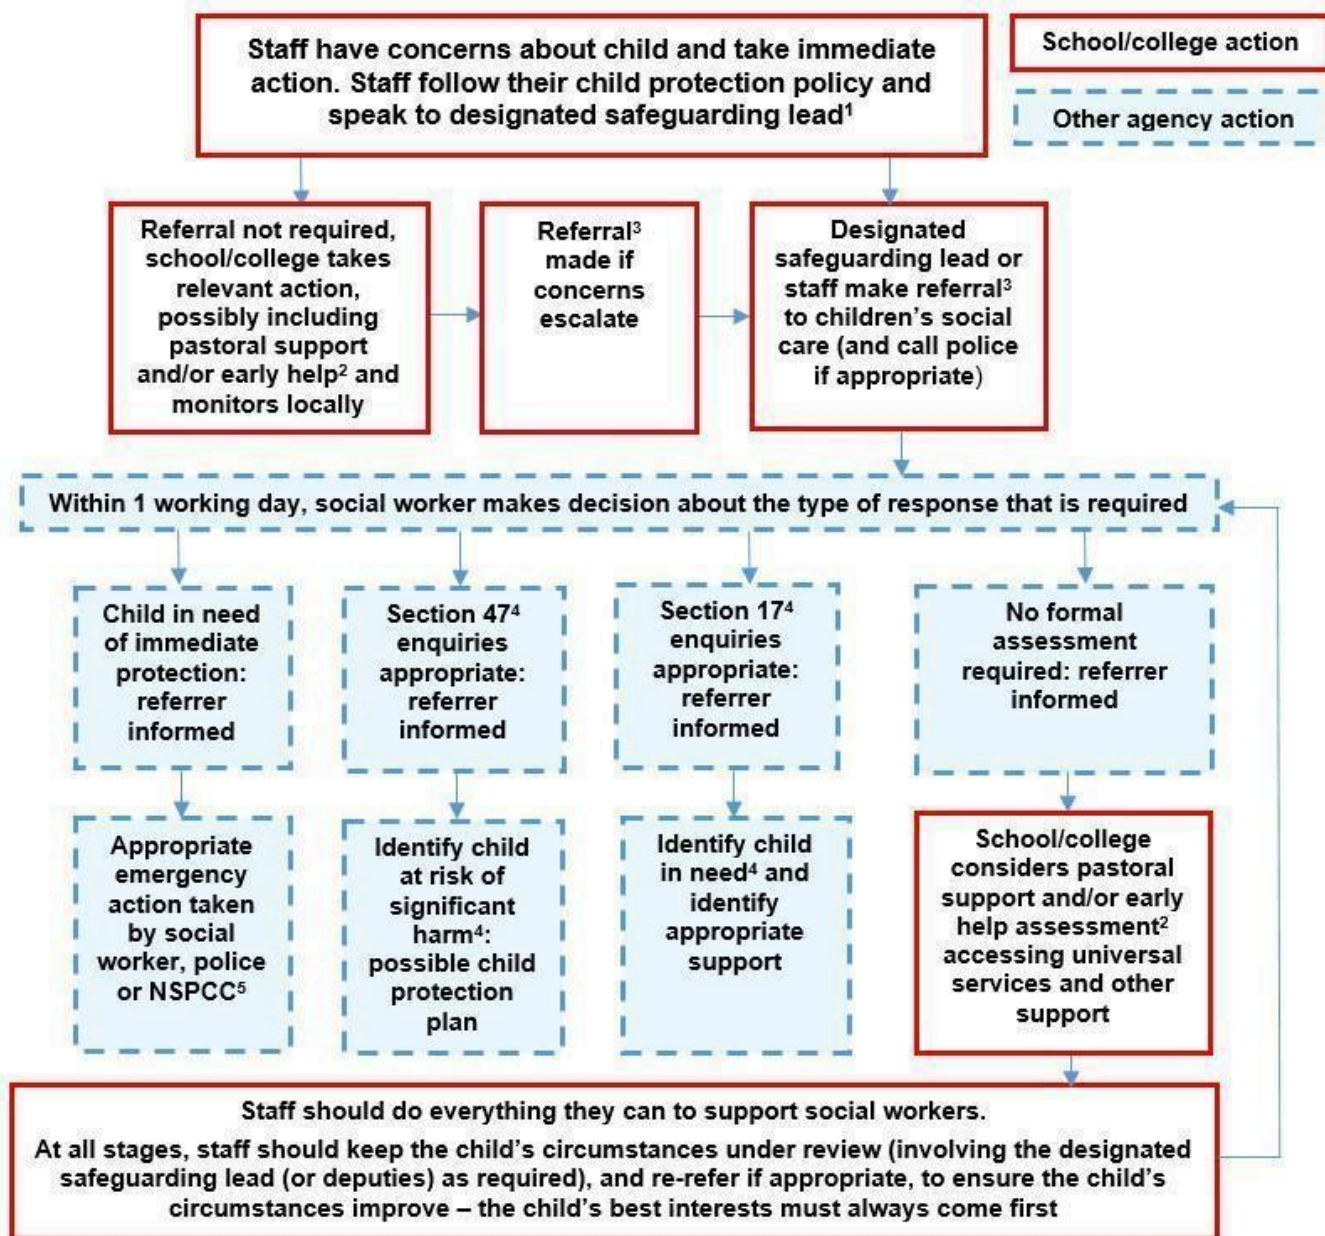 Staff have concerns about child and take immediate
action. Staff follow their child protection policy and
speak to designated safeguarding lead¹
School/college action
Other agency action
Referral not required,
school/college takes
relevant action,
possibly including
pastoral support
and/or early help² and
monitors locally
Referral³
made if
concerns
escalate
Designated
safeguarding lead or
staff make referral³
to children's social
care (and call police
if appropriate)
Within 1 working day, social worker makes decision about the type of response that is required
Child in need
of immediate
protection:
referrer
informed
Section 47⁴
enquiries
appropriate:
referrer
informed
Section 17⁴
enquiries
appropriate:
referrer
informed
No formal
assessment
required: referrer
informed
Appropriate
emergency
action taken
by social
worker, police
or NSPCC⁵
Identify child
at risk of
significant
harm⁴:
possible child
protection
plan
Identify child
in need⁴ and
identify
appropriate
support
School/college
considers pastoral
support and/or early
help assessment²
accessing universal
services and other
support
Staff should do everything they can to support social workers.
At all stages, staff should keep the child's circumstances under review (involving the designated
safeguarding lead (or deputies) as required), and re-refer if appropriate, to ensure the child's
circumstances improve – the child's best interests must always come first